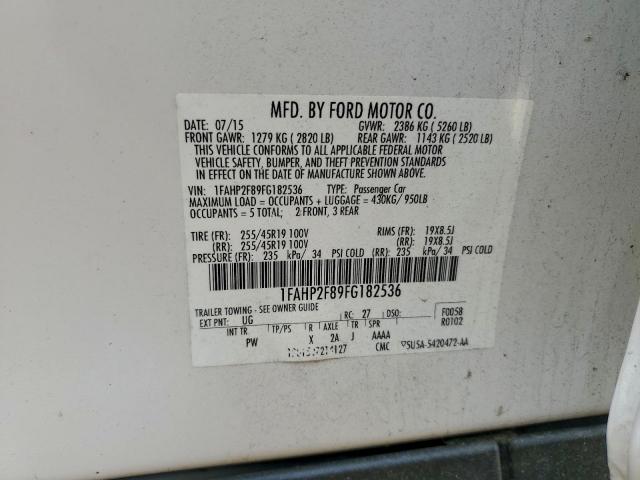 MFD. BY FORD MOTOR CO.
DATE: 07/15 GVWR: 2386 KG ( 5260 LB)
FRONT GAWR: 1279 KG ( 2820 LB) REAR GAWR: 1143 KG ( 2520 LB)
THIS VEHICLE CONFORMS TO ALL APPLICABLE FEDERAL MOTOR
VEHICLE SAFETY, BUMPER, AND THEFT PREVENTION STANDARDS
IN EFFECT ON THE DATE OF MANUFACTURE SHOWN ABOVE.
VIN: 1FAHP2F89FG182536 TYPE: Passenger Car
MAXIMUM LOAD = OCCUPANTS + LUGGAGE = 430KG/ 950LB
OCCUPANTS = 5 TOTAL; 2 FRONT, 3 REAR
TIRE (FR): 255/45R19 100V RIMS (FR): 19X8.5J
(RR): 255/45R19 100V (RR): 19X8.5J
PRESSURE (FR): 235 kPa/ 34 PSI COLD (RR): 235 kPa/ 34 PSI COLD
1FAHP2F89FG182536
TRAILER TOWING - SEE OWNER GUIDE
EXT PNT: UG RC: 27 DSO: F0058
R0102
INT TR TP/PS R AXLE TR SPR
PW X 2A J AAAA
CMC 5U5A-5420472-AA